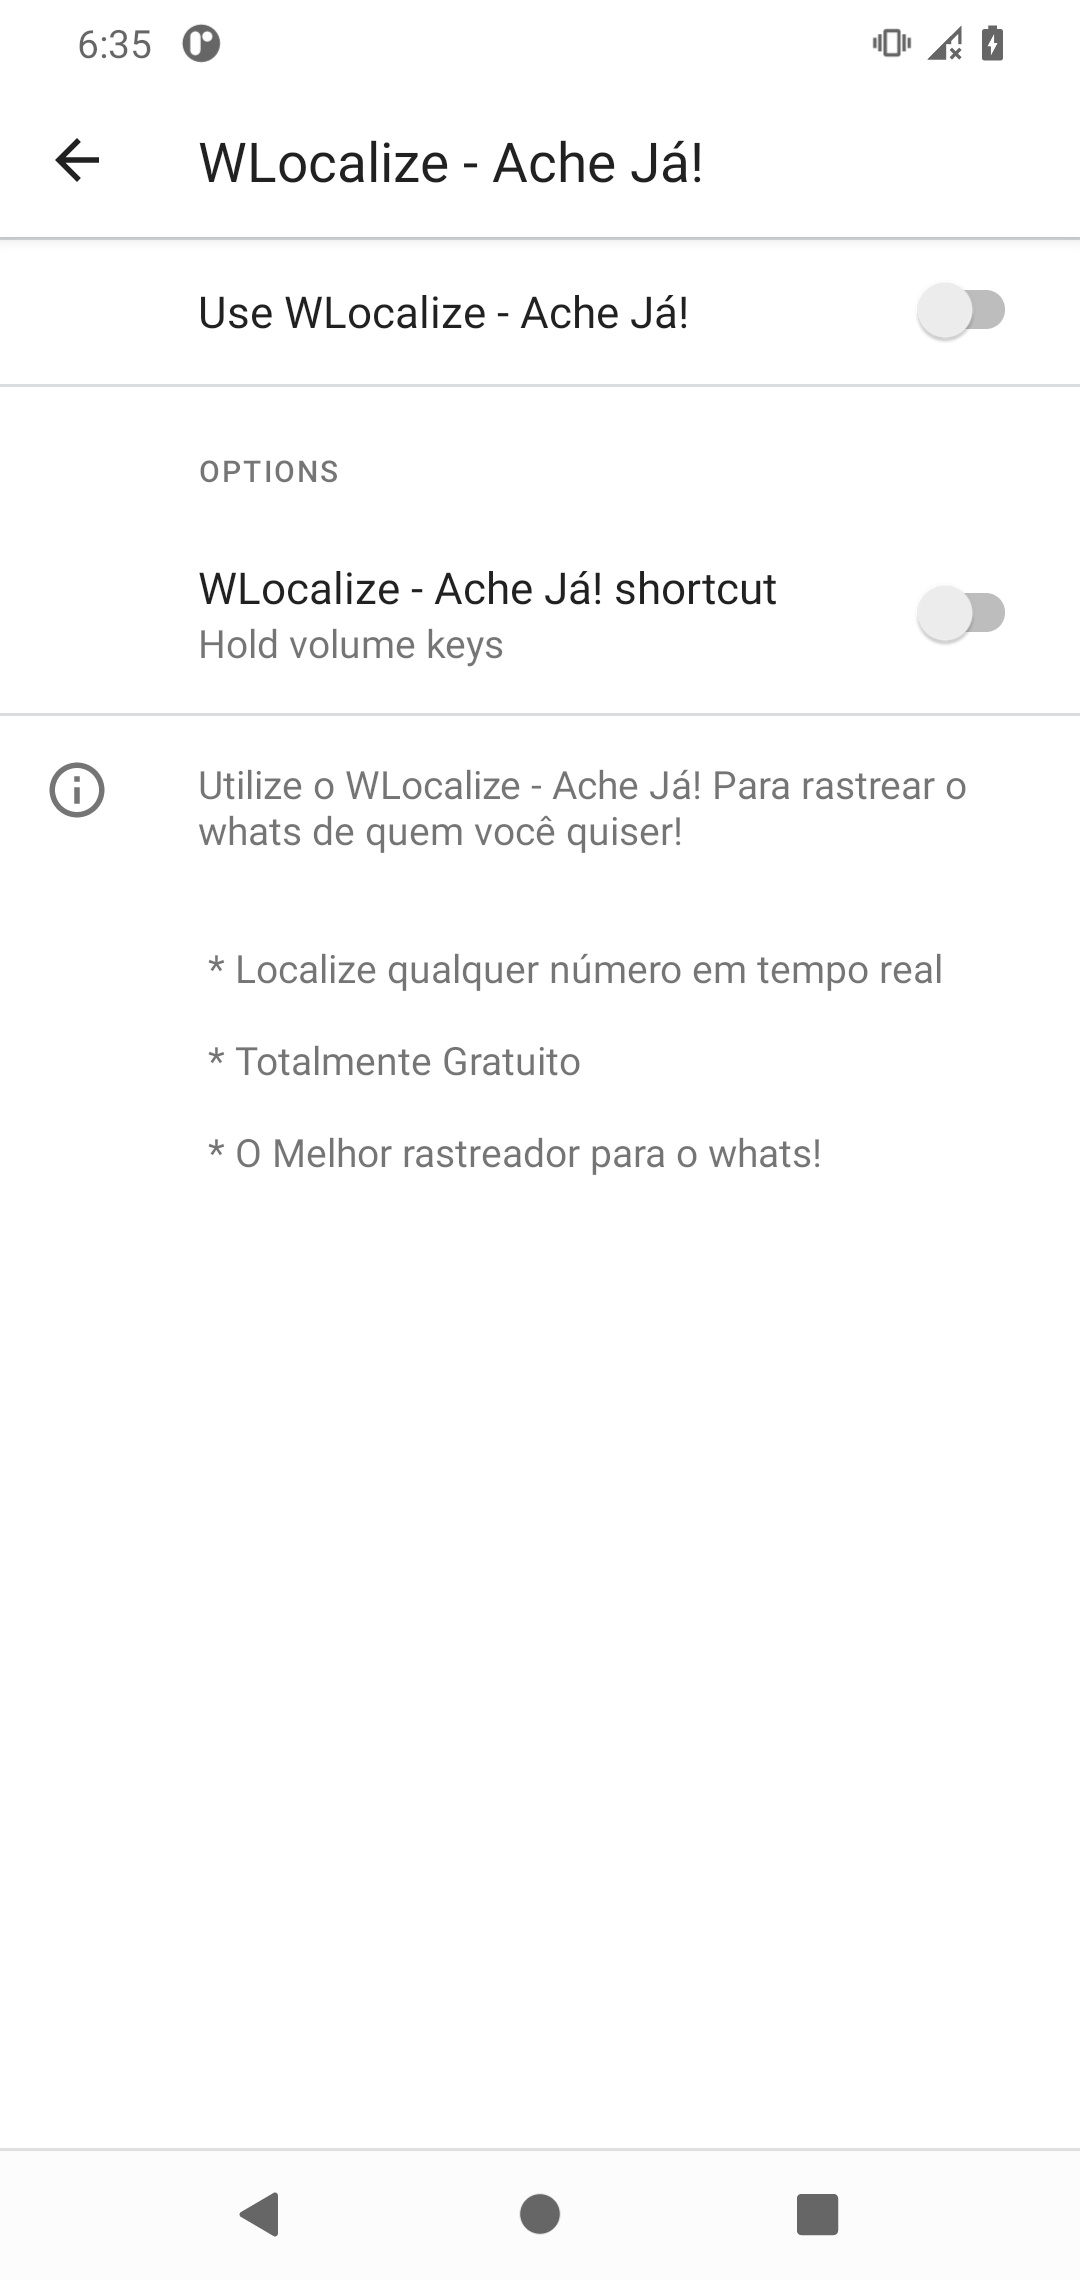 6:35
WLocalize - Ache Já!
Use WLocalize - Ache Já!
OPTIONS
WLocalize - Ache Já! shortcut
Hold volume keys
Utilize o WLocalize - Ache Já! Para rastrear o
whats de quem você quiser!
* Localize qualquer número em tempo real
* Totalmente Gratuito
* O Melhor rastreador para o whats!